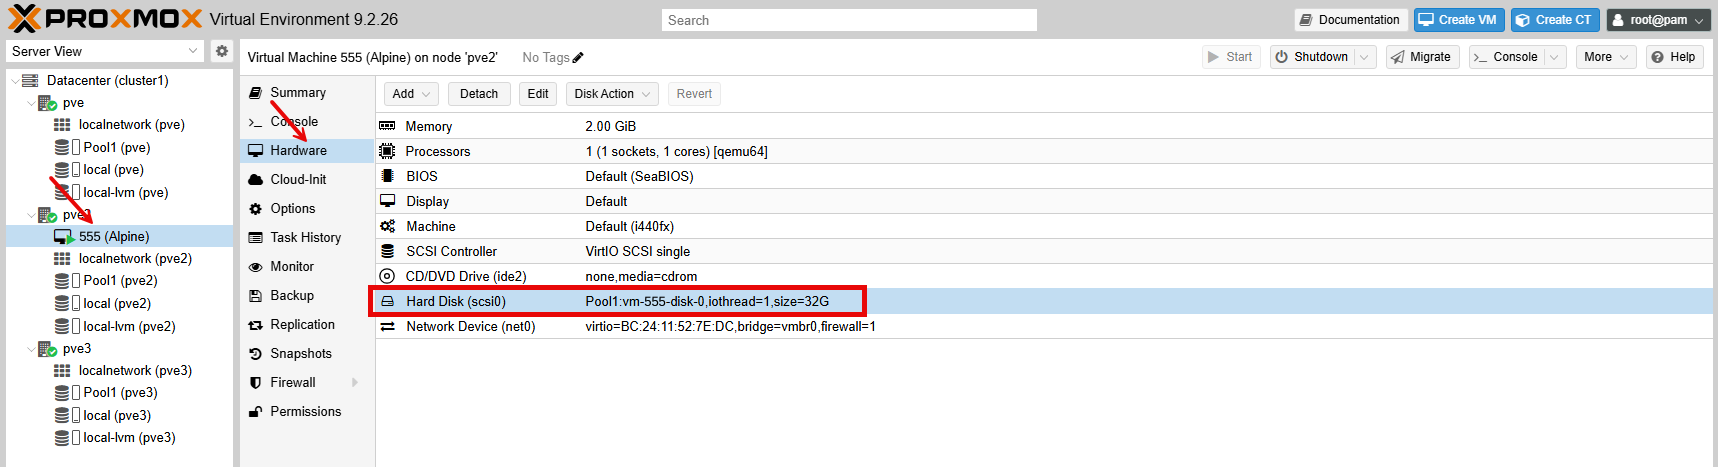 PROXMOX Virtual Environment 9.2.26
Search
Documentation
Create VM
Create CT
root@pam
Server View
Virtual Machine 555 (Alpine) on node 'pve2'
No Tags
Start
Shutdown
Migrate
Console
More
Help
Datacenter (cluster1)
pve
localnetwork (pve)
Pool1 (pve)
local (pve)
local-lvm (pve)
pve2
555 (Alpine)
localnetwork (pve2)
Pool1 (pve2)
local (pve2)
local-lvm (pve2)
pve3
localnetwork (pve3)
Pool1 (pve3)
local (pve3)
local-lvm (pve3)
Summary
Console
Hardware
Cloud-Init
Options
Task History
Monitor
Backup
Replication
Snapshots
Firewall
Permissions
Add
Detach
Edit
Disk Action
Revert
Memory 2.00 GiB
Processors 1 (1 sockets, 1 cores) [qemu64]
BIOS Default (SeaBIOS)
Display Default
Machine Default (i440fx)
SCSI Controller VirtIO SCSI single
CD/DVD Drive (ide2) none,media=cdrom
Hard Disk (scsi0) Pool1:vm-555-disk-0,iothread=1,size=32G
Network Device (net0) virtio=BC:24:11:52:7E:DC,bridge=vmbr0,firewall=1